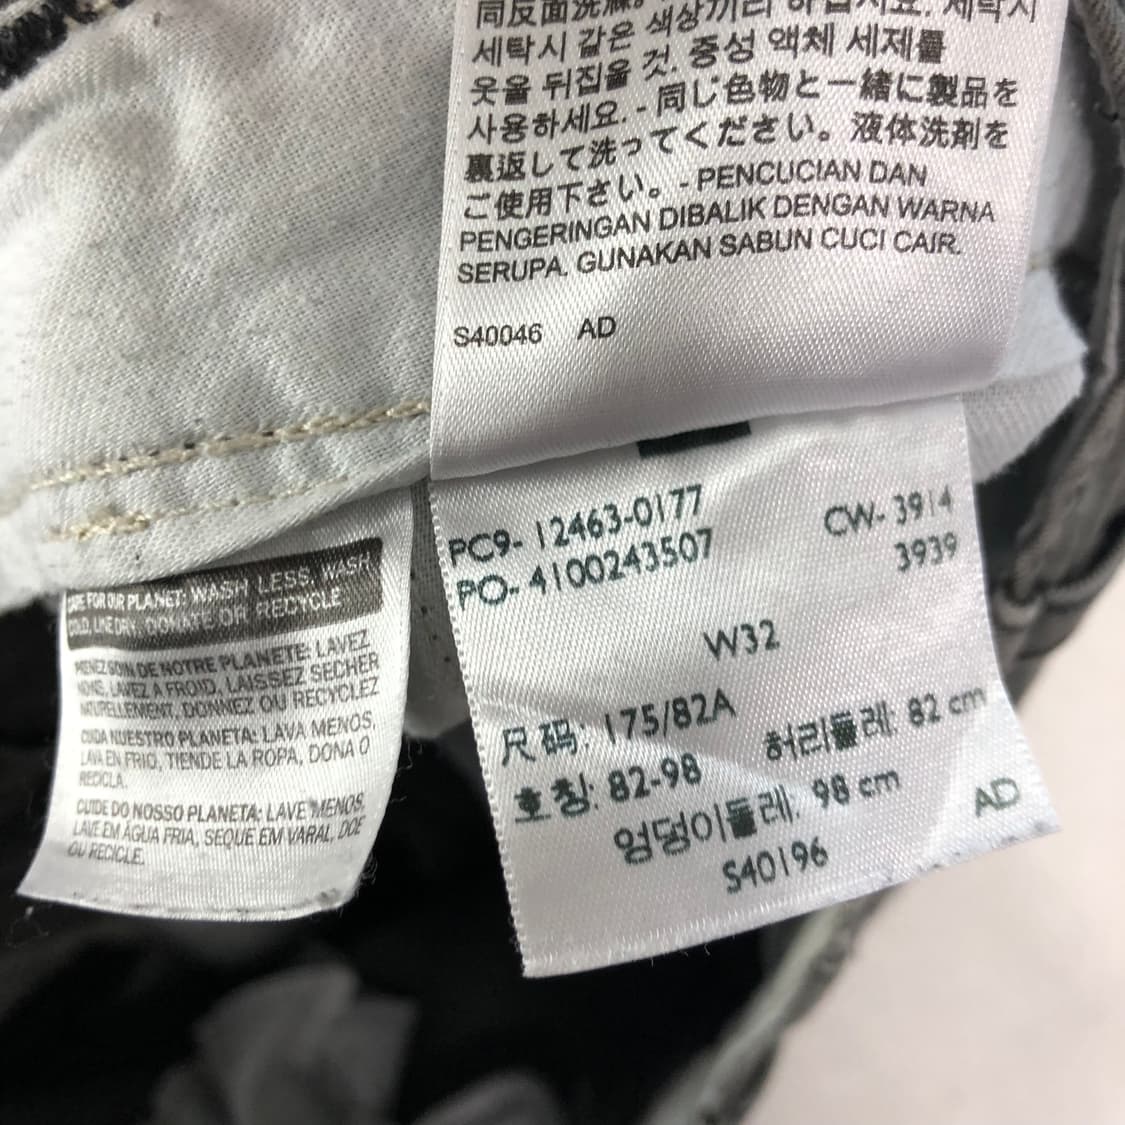 同反面洗滌。
세탁시 같은 색상끼리 하십시요. 세탁시
옷을 뒤집을 것. 중성 액체 세제를
사용하세요. - 同じ色物と一緒に製品を
裏返して洗ってください。液体洗剤を
ご使用下さい。- PENCUCIAN DAN
PENGERINGAN DIBALIK DENGAN WARNA
SERUPA. GUNAKAN SABUN CUCI CAIR.
S40046 AD
PC9- 12463-0177 CW- 3914
PO- 4100243507 3939
W32
尺码: 175/82A
호칭: 82-98 허리둘레: 82 cm
엉덩이둘레: 98 cm AD
S40196
CARE FOR OUR PLANET: WASH LESS, WASH
COLD, LINE DRY, DONATE OR RECYCLE
PRENEZ SOIN DE NOTRE PLANETE: LAVEZ
MOINS, LAVEZ A FROID, LAISSEZ SECHER
NATURELLEMENT, DONNEZ OU RECYCLEZ
CUIDA NUESTRO PLANETA: LAVA MENOS,
LAVA EN FRIO, TIENDE LA ROPA, DONA O
RECICLA.
CUIDE DO NOSSO PLANETA: LAVE MENOS,
LAVE EM ÁGUA FRIA, SEQUE EM VARAL, DOE
OU RECICLE.